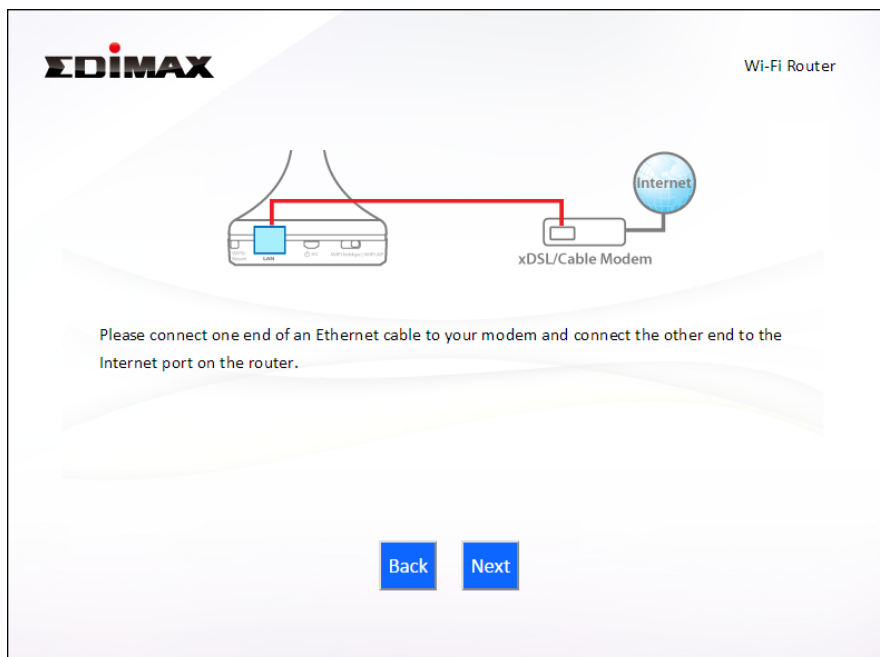 EDIMAX
Wi-Fi Router
Internet
LAN
xDSL/Cable Modem
Please connect one end of an Ethernet cable to your modem and connect the other end to the
Internet port on the router.
Back
Next